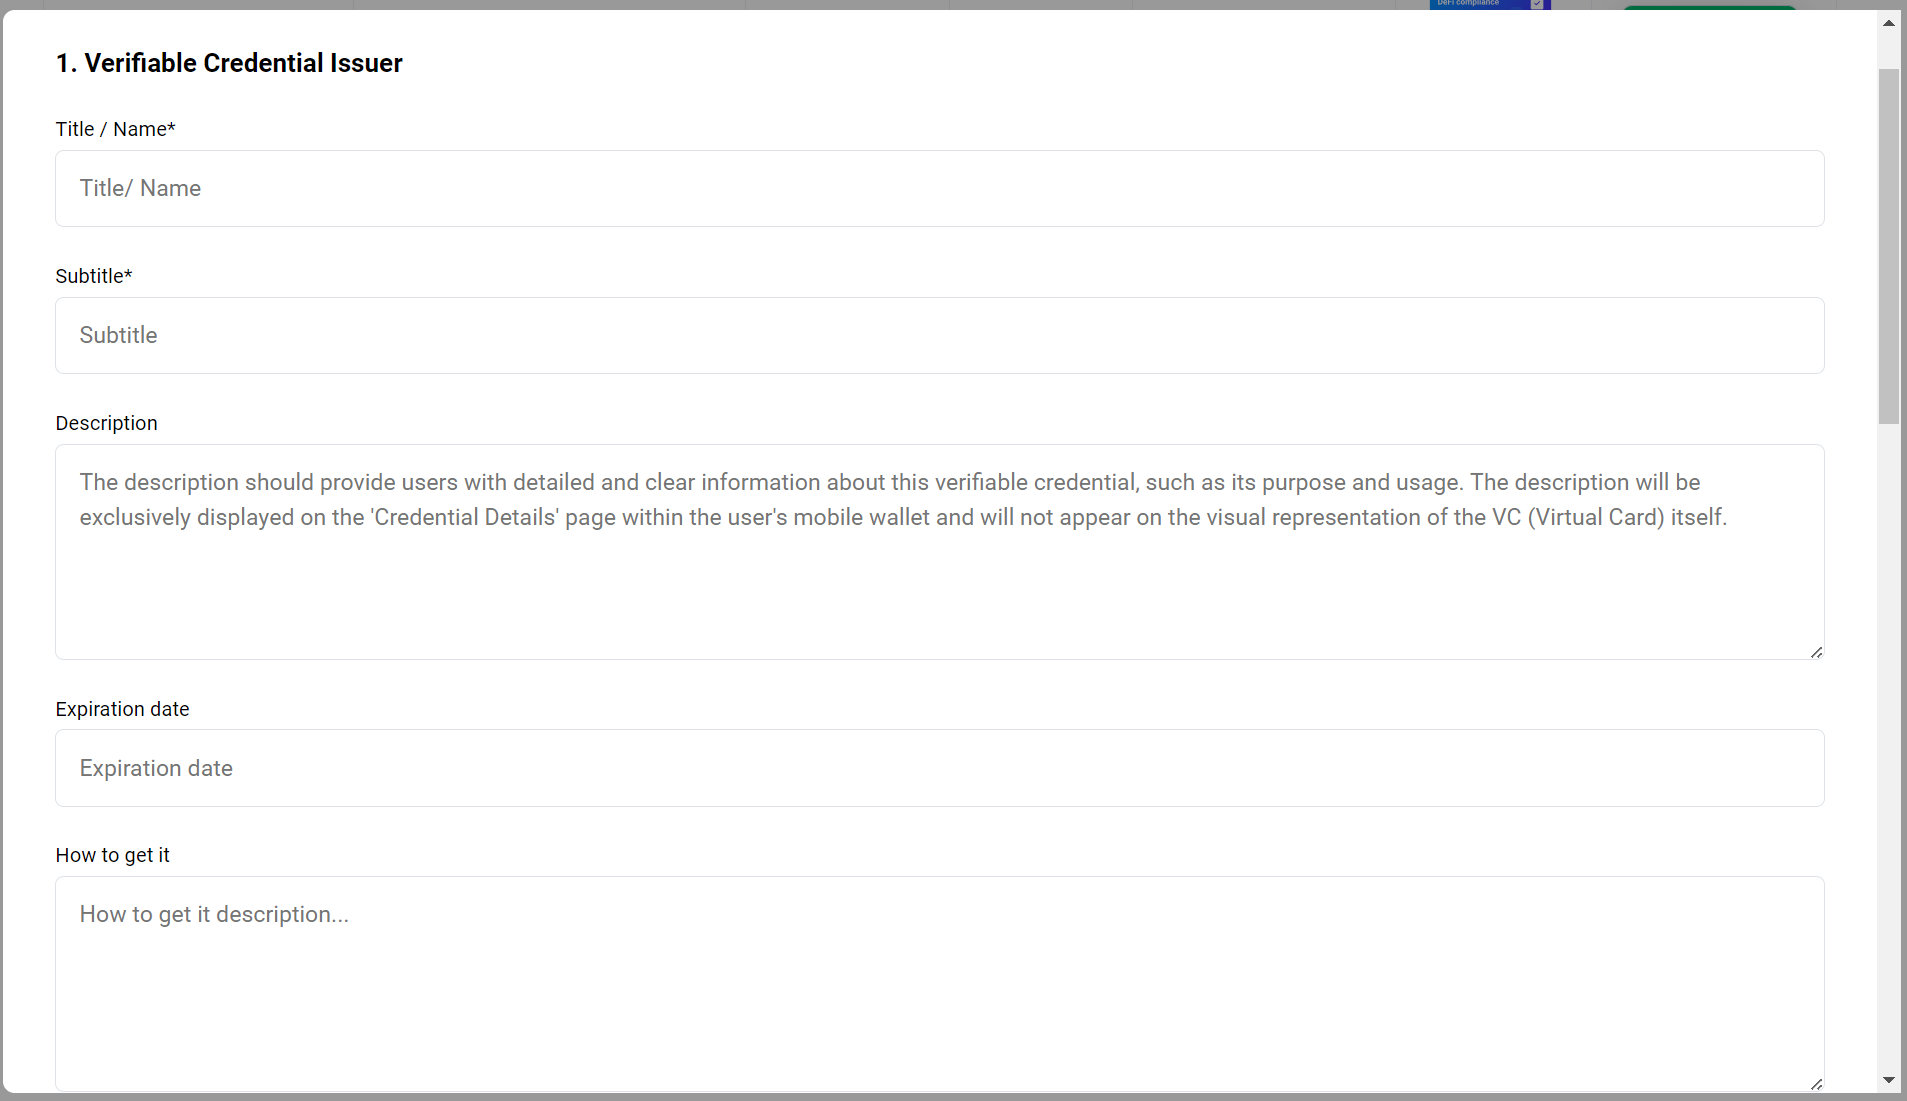 DeFi compliance
1. Verifiable Credential Issuer
Title / Name*
Title/ Name
Subtitle*
Subtitle
Description
The description should provide users with detailed and clear information about this verifiable credential, such as its purpose and usage. The description will be
exclusively displayed on the 'Credential Details' page within the user's mobile wallet and will not appear on the visual representation of the VC (Virtual Card) itself.
Expiration date
Expiration date
How to get it
How to get it description...